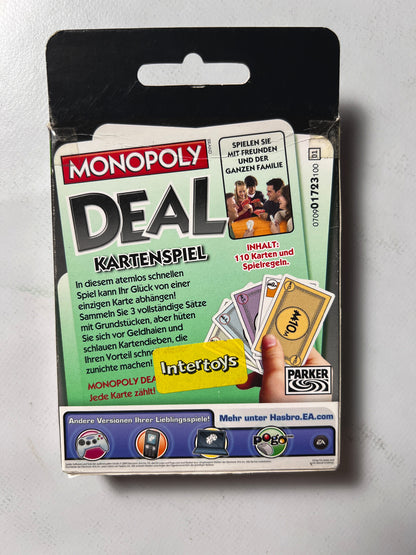 MONOPOLY
DEAL
KARTENSPIEL
SPIELEN SIE
MIT FREUNDEN
UND DER
GANZEN FAMILIE
070901723100 D1
In diesem atemlos schnellen
Spiel kann Ihr Glück von einer
einzigen Karte abhängen!
Sammeln Sie 3 vollständige Sätze
mit Grundstücken, aber hüten
Sie sich vor Geldhaien und
schlauen Kartendieben, die
Ihren Vorteil schn
zunichte machen!
MONOPOLY DEA
Jede Karte zählt!
INHALT:
110 Karten und
Spielregeln.
10
Intertoys
PARKER
Andere Versionen Ihrer Lieblingsspiele!
Mehr unter Hasbro.EA.com
pogo
EA